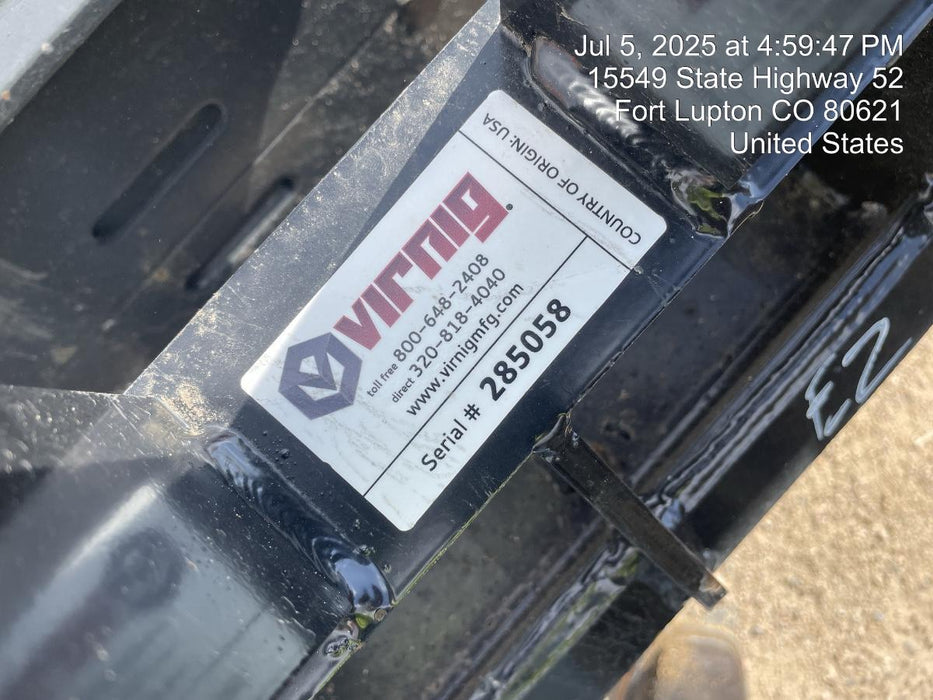 Jul 5, 2025 at 4:59:47 PM
15549 State Highway 52
Fort Lupton CO 80621
United States
COUNTRY OF ORIGIN: USA
VIRNIG.
toll free 800-648-2408
direct 320-818-4040
www.virnigmfg.com
Serial # 285058
EZ